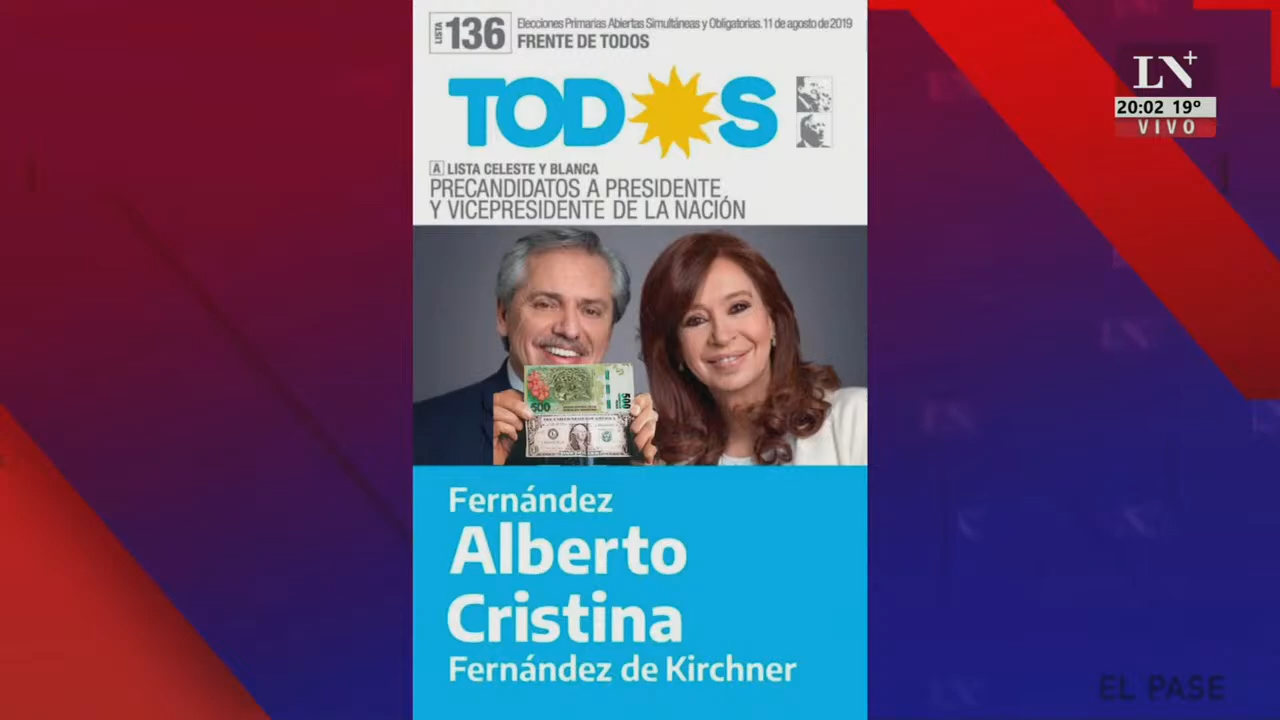 LISTA
136
Elecciones Primarias Abiertas Simultáneas y Obligatorias. 11 de agosto de 2019
FRENTE DE TODOS
TODOS
A LISTA CELESTE Y BLANCA
PRECANDIDATOS A PRESIDENTE
Y VICEPRESIDENTE DE LA NACIÓN
500
500
Fernández
Alberto
Cristina
Fernández de Kirchner
LN+
20:02 19°
VIVO
EL PASE